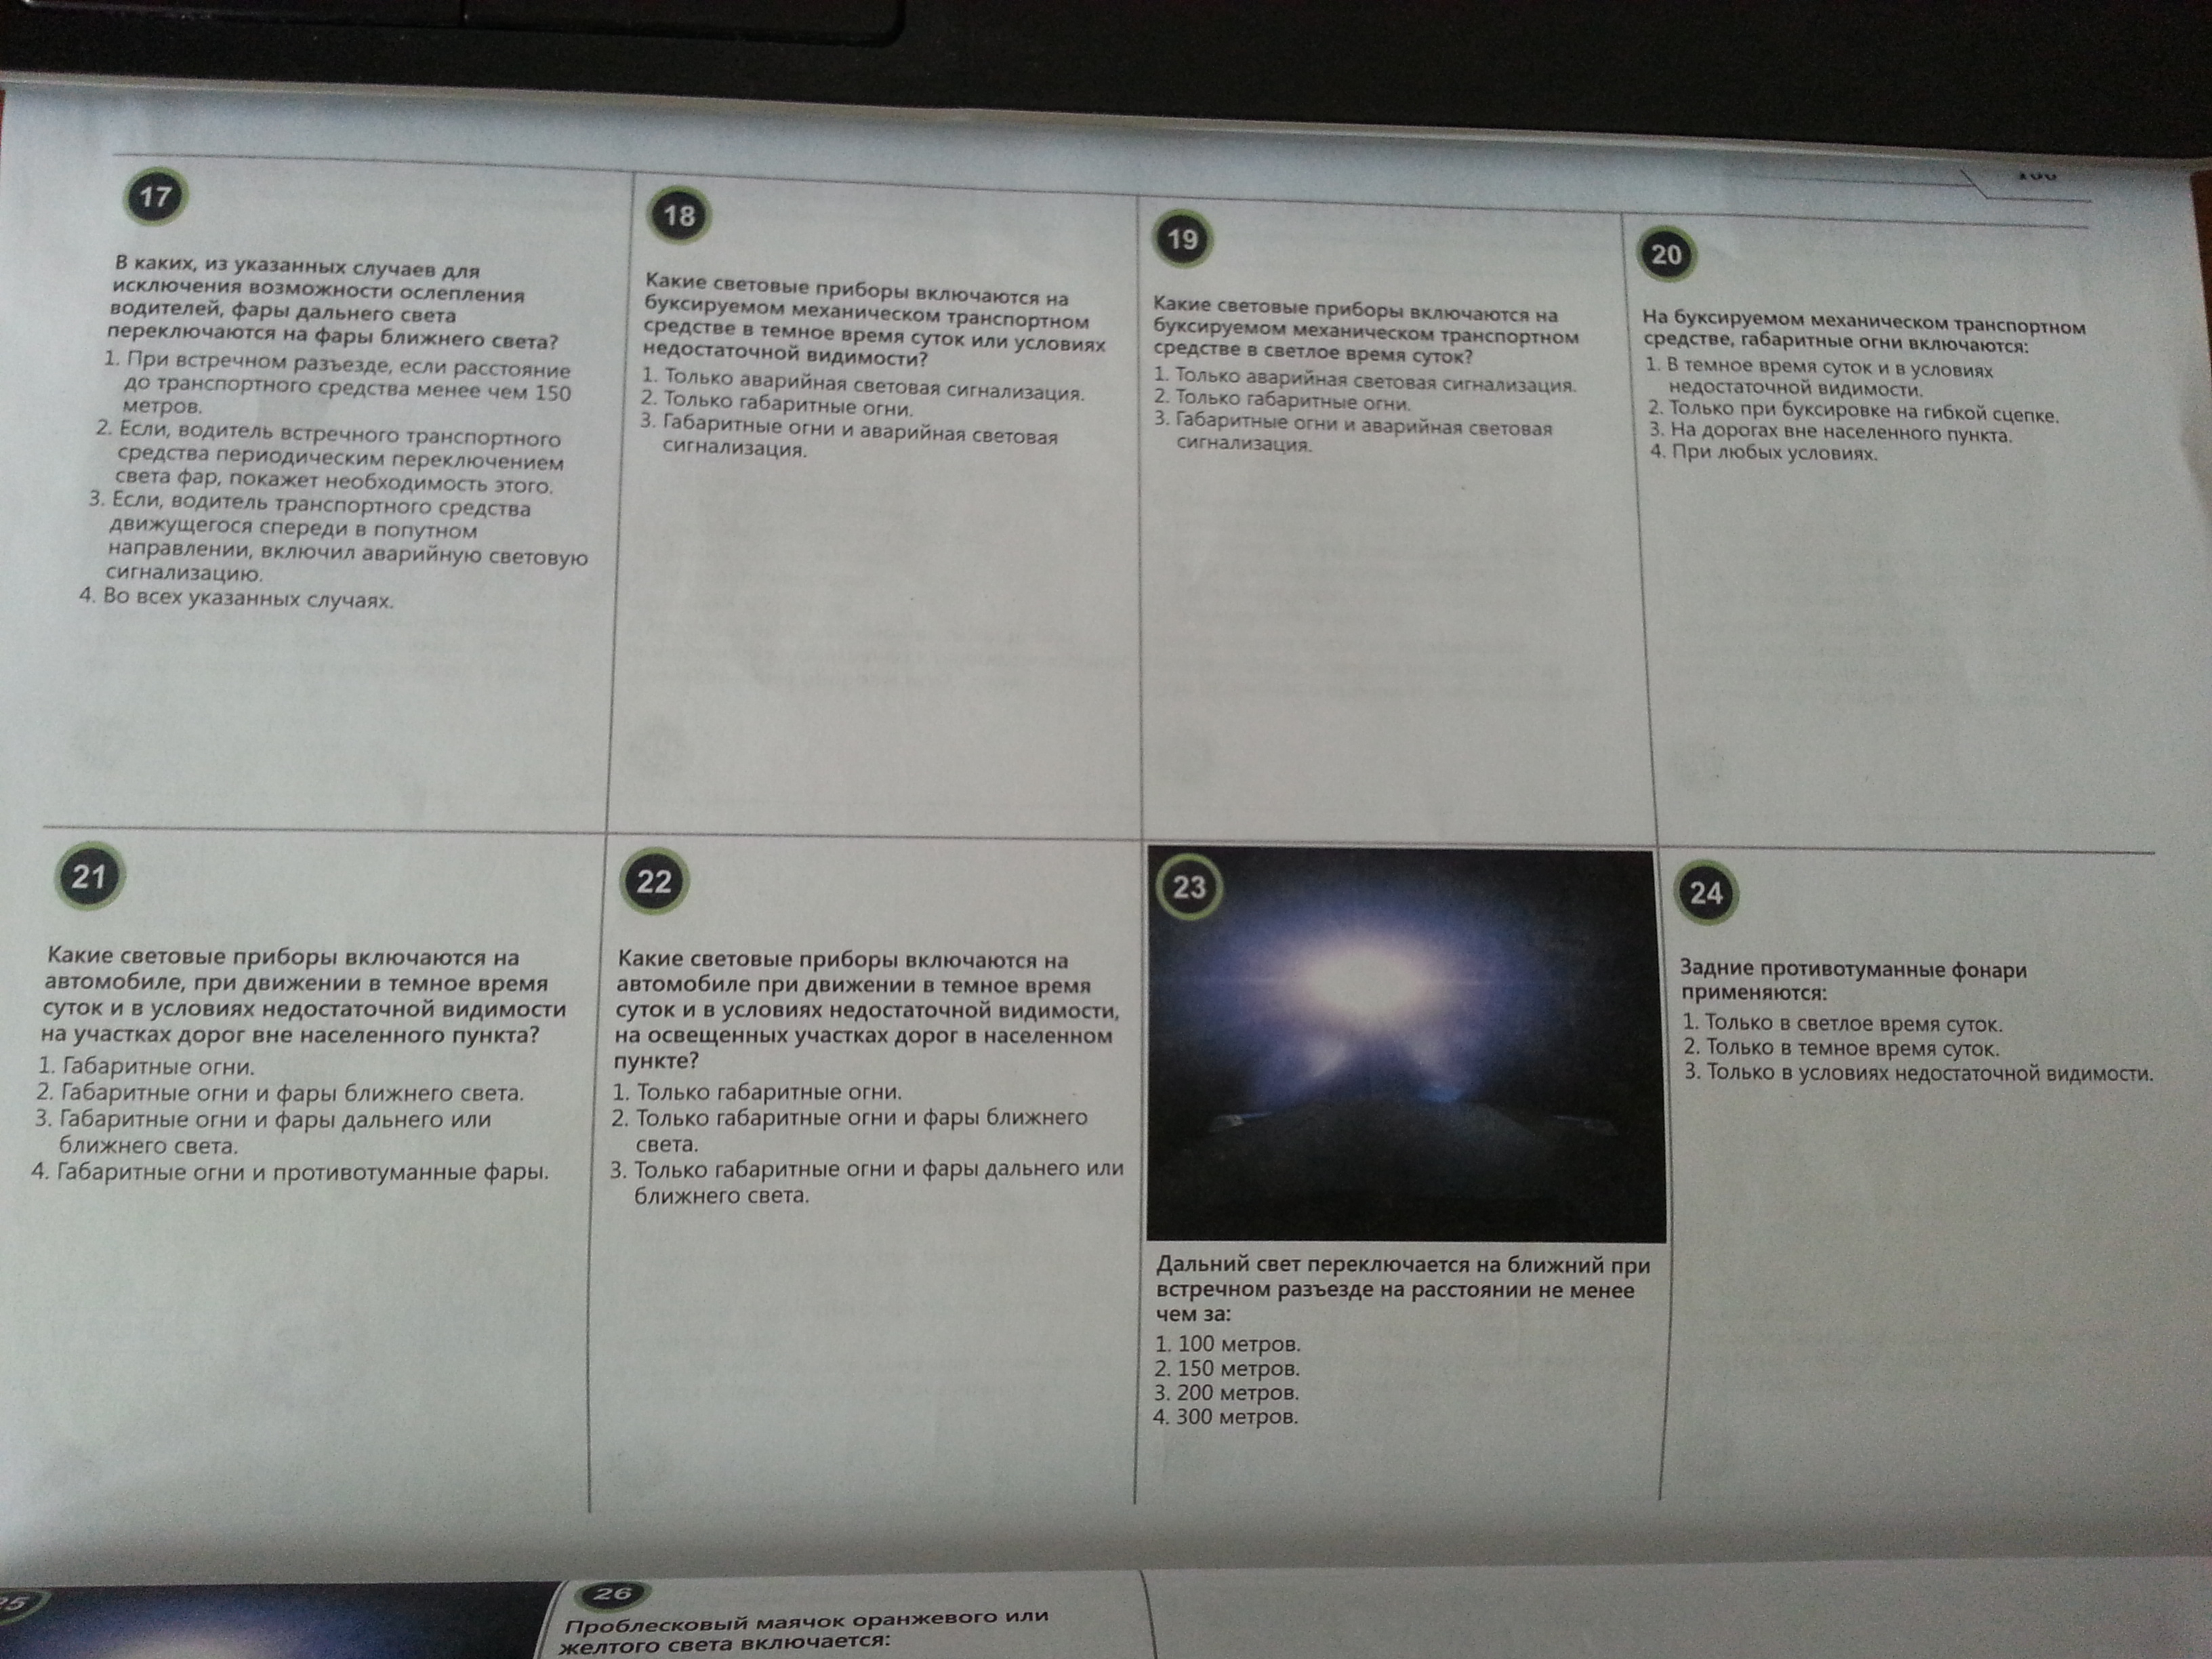 17
В каких, из указанных случаев для
исключения возможности ослепления
водителей, фары дальнего света
переключаются на фары ближнего света?
1. При встречном разъезде, если расстояние
до транспортного средства менее чем 150
метров.
2. Если, водитель встречного транспортного
средства периодическим переключением
света фар, покажет необходимость этого.
3. Если, водитель транспортного средства
движущегося спереди в попутном
направлении, включил аварийную световую
сигнализацию.
4. Во всех указанных случаях.
18
Какие световые приборы включаются на
буксируемом механическом транспортном
средстве в темное время суток или условиях
недостаточной видимости?
1. Только аварийная световая сигнализация.
2. Только габаритные огни.
3. Габаритные огни и аварийная световая
сигнализация.
19
Какие световые приборы включаются на
буксируемом механическом транспортном
средстве в светлое время суток?
1. Только аварийная световая сигнализация.
2. Только габаритные огни.
3. Габаритные огни и аварийная световая
сигнализация.
20
На буксируемом механическом транспортном
средстве, габаритные огни включаются:
1. В темное время суток и в условиях
недостаточной видимости.
2. Только при буксировке на гибкой сцепке.
3. На дорогах вне населенного пункта.
4. При любых условиях.
21
Какие световые приборы включаются на
автомобиле, при движении в темное время
суток и в условиях недостаточной видимости
на участках дорог вне населенного пункта?
1. Габаритные огни.
2. Габаритные огни и фары ближнего света.
3. Габаритные огни и фары дальнего или
ближнего света.
4. Габаритные огни и противотуманные фары.
22
Какие световые приборы включаются на
автомобиле при движении в темное время
суток и в условиях недостаточной видимости,
на освещенных участках дорог в населенном
пункте?
1. Только габаритные огни.
2. Только габаритные огни и фары ближнего
света.
3. Только габаритные огни и фары дальнего или
ближнего света.
23
Дальний свет переключается на ближний при
встречном разъезде на расстоянии не менее
чем за:
1. 100 метров.
2. 150 метров.
3. 200 метров.
4. 300 метров.
24
Задние противотуманные фонари
применяются:
1. Только в светлое время суток.
2. Только в темное время суток.
3. Только в условиях недостаточной видимости.
25
26
Проблесковый маячок оранжевого или
желтого света включается: